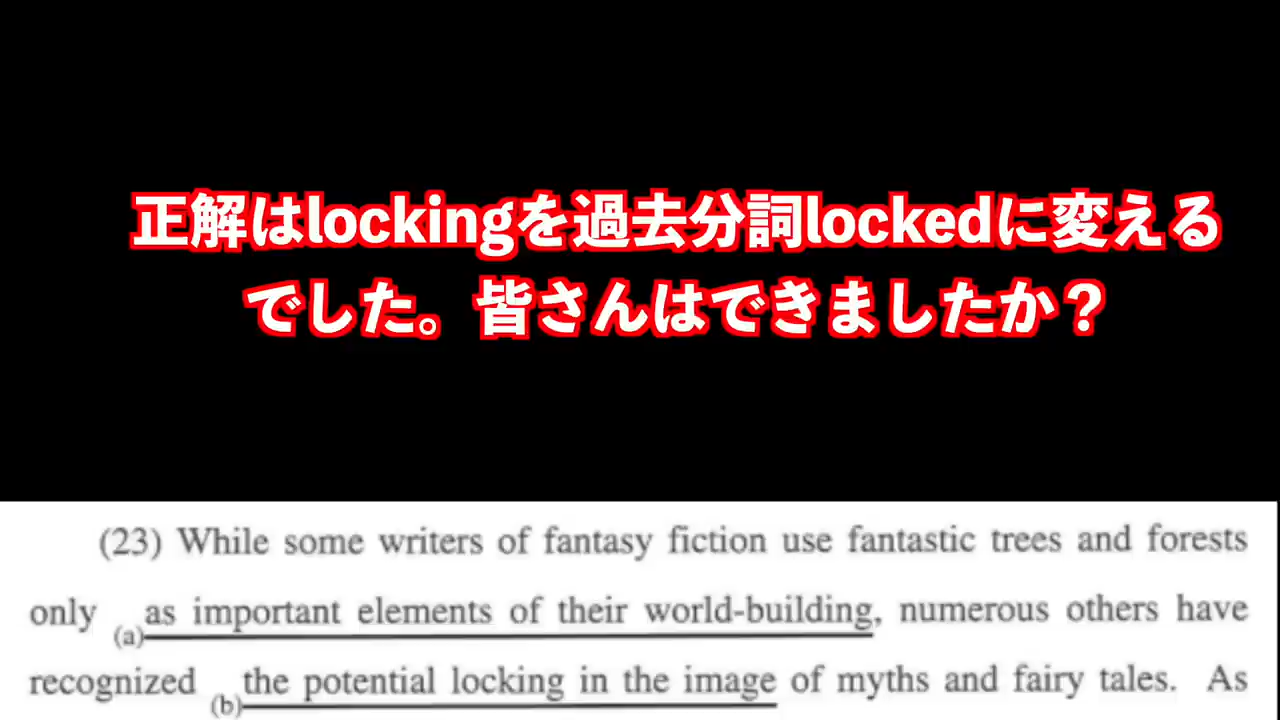 正解はlockingを過去分詞lockedに変える
でした。皆さんはできましたか？
(23) While some writers of fantasy fiction use fantastic trees and forests
only (a)as important elements of their world-building, numerous others have
recognized (b)the potential locking in the image of myths and fairy tales. As